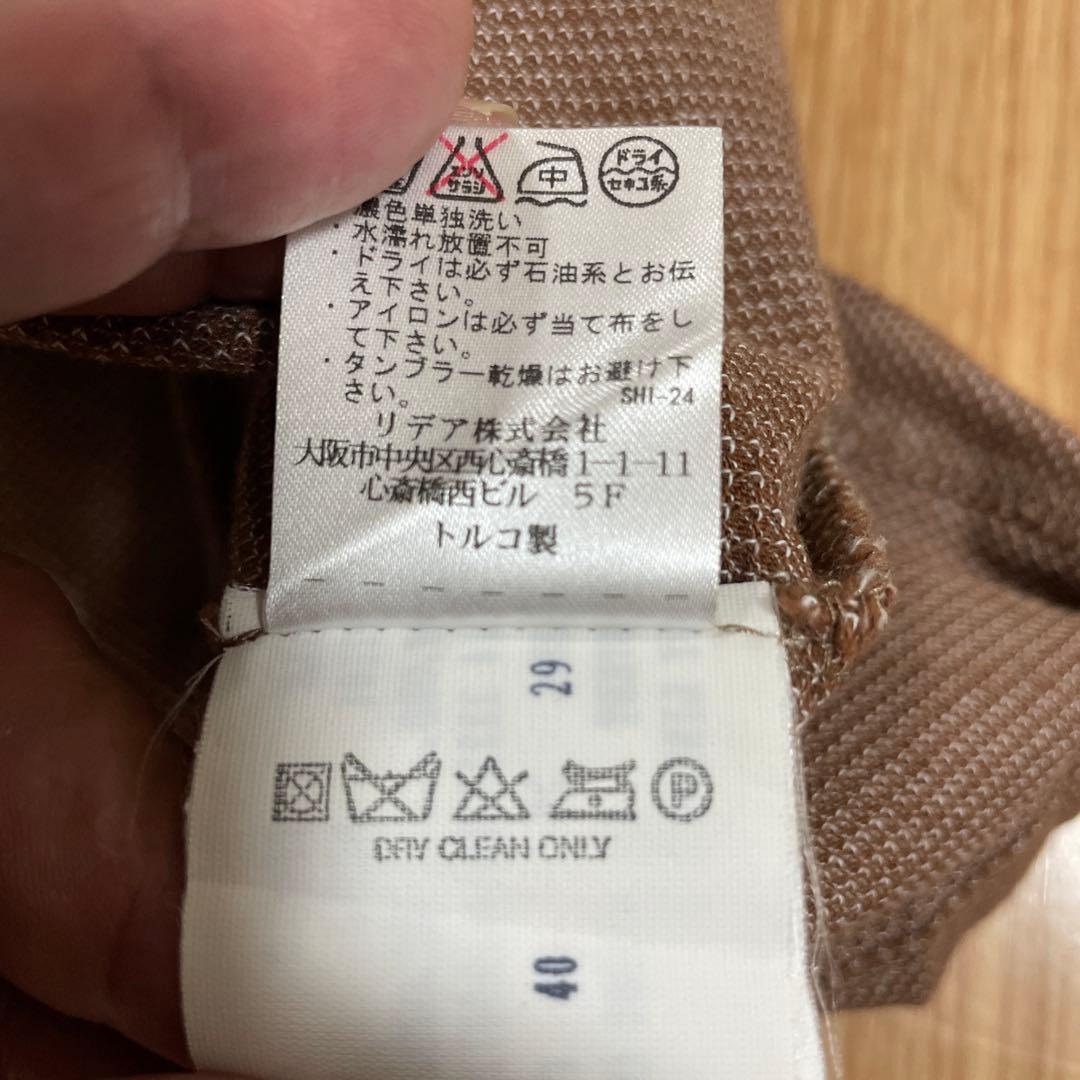 エンソ
サラシ
中
ドライ
セキユ系
濃色単独洗い
・水濡れ放置不可
・ドライは必ず石油系とお伝
え下さい。
・アイロンは必ず当て布をし
て下さい。
・タンブラー乾燥はお避け下
さい。
SHI-24
リデア株式会社
大阪市中央区西心斎橋1-1-11
心斎橋西ビル 5F
トルコ製
29
P
DRY CLEAN ONLY
40